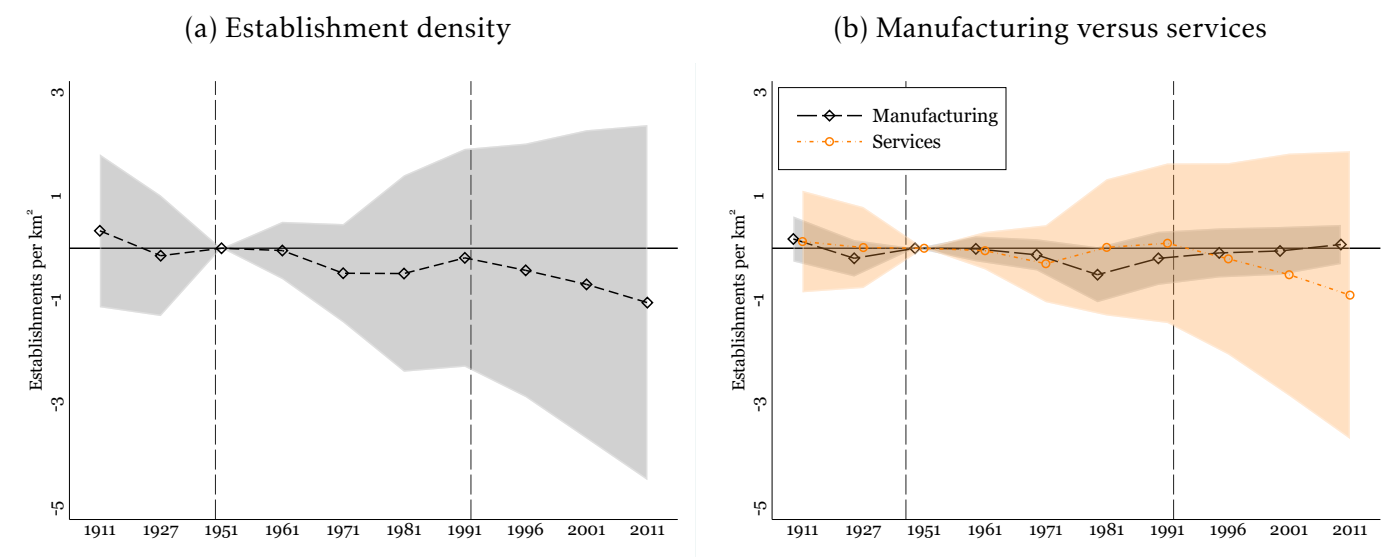 (a) Establishment density
3
1
-1
-3
-5
Establishments per km²
1911 1927 1951 1961 1971 1981 1991 1996 2001 2011
(b) Manufacturing versus services
Manufacturing
Services
3
1
-1
-3
-5
Establishments per km²
1911 1927 1951 1961 1971 1981 1991 1996 2001 2011